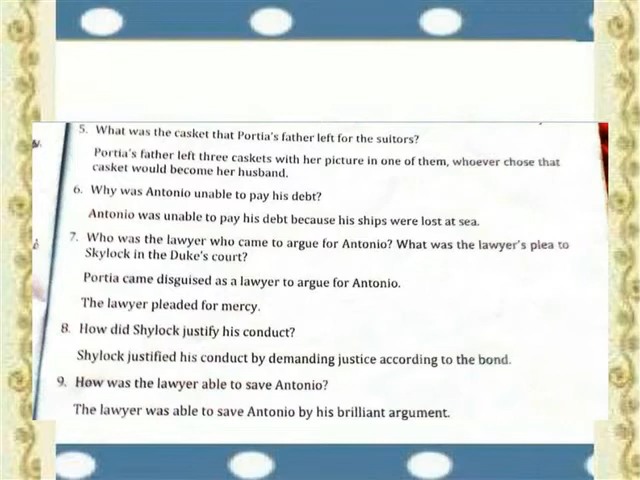 5. What was the casket that Portia's father left for the suitors?
Portia's father left three caskets with her picture in one of them, whoever chose that
casket would become her husband.
6. Why was Antonio unable to pay his debt?
Antonio was unable to pay his debt because his ships were lost at sea.
7. Who was the lawyer who came to argue for Antonio? What was the lawyer's plea to
Skylock in the Duke's court?
Portia came disguised as a lawyer to argue for Antonio.
The lawyer pleaded for mercy.
8. How did Shylock justify his conduct?
Shylock justified his conduct by demanding justice according to the bond.
9. How was the lawyer able to save Antonio?
The lawyer was able to save Antonio by his brilliant argument.